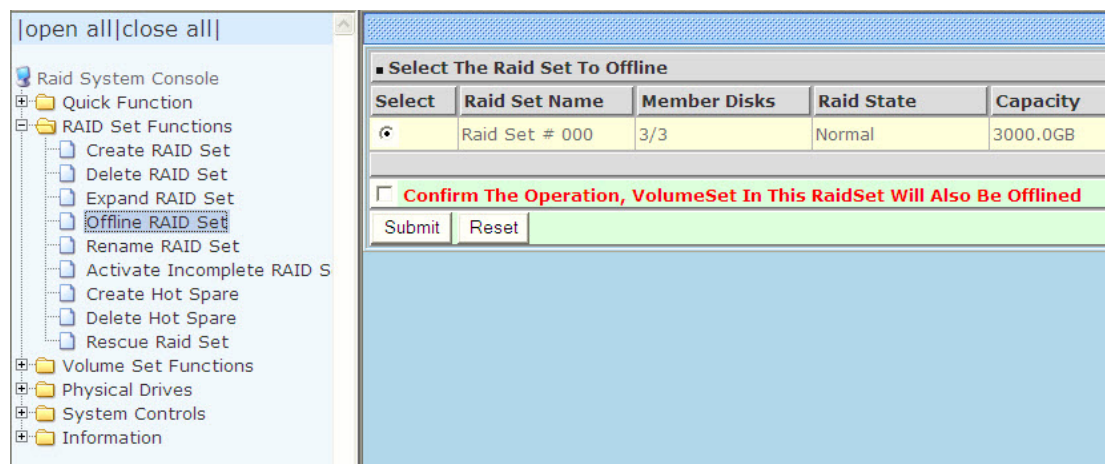 |open all|close all|
Raid System Console
Quick Function
RAID Set Functions
Create RAID Set
Delete RAID Set
Expand RAID Set
Offline RAID Set
Rename RAID Set
Activate Incomplete RAID S
Create Hot Spare
Delete Hot Spare
Rescue Raid Set
Volume Set Functions
Physical Drives
System Controls
Information
Select The Raid Set To Offline
Select Raid Set Name Member Disks Raid State Capacity
Raid Set # 000 3/3 Normal 3000.0GB
Confirm The Operation, VolumeSet In This RaidSet Will Also Be Offlined
Submit Reset